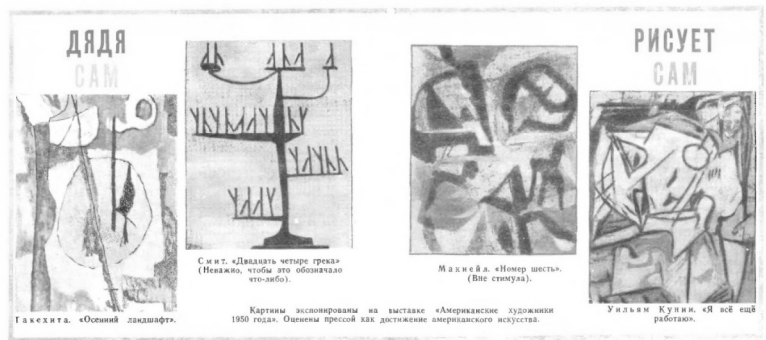 ДЯДЯ
САМ
РИСУЕТ
САМ
Такехита. «Осенний ландшафт».
Смит. «Двадцать четыре грека»
(Неважно, чтобы это обозначало
что-либо).
Макнейл. «Номер шесть».
(Вне стимула).
Уильям Кунин. «Я всё ещё
работаю».
Картины экспонированы на выставке «Американские художники
1950 года». Оценены прессой как достижение американского искусства.